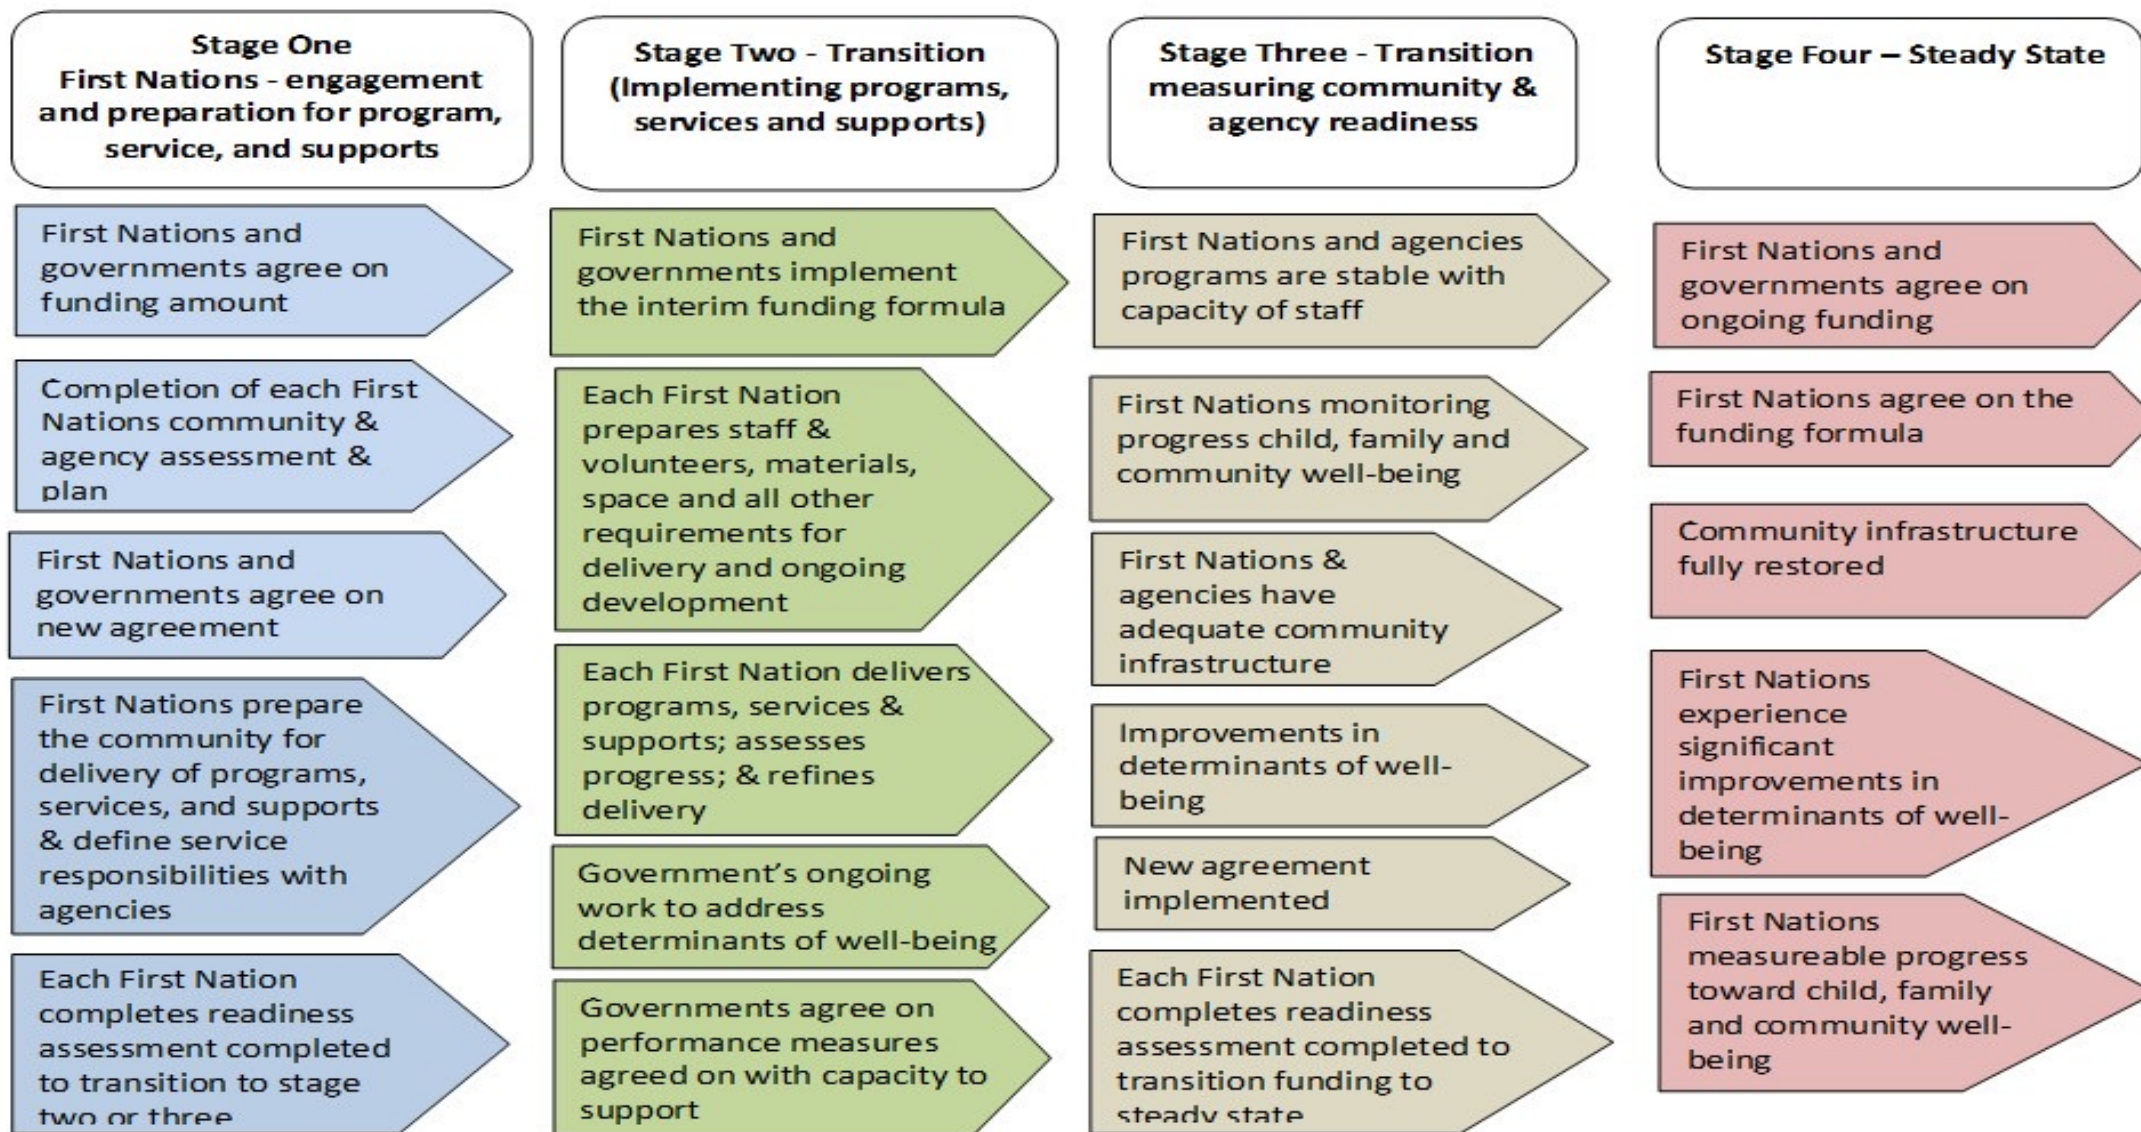 Stage One
First Nations - engagement
and preparation for program,
service, and supports
First Nations and
governments agree on
funding amount
Completion of each First
Nations community &
agency assessment &
plan
First Nations and
governments agree on
new agreement
First Nations prepare
the community for
delivery of programs,
services, and supports
& define service
responsibilities with
agencies
Each First Nation
completes readiness
assessment completed
to transition to stage
two or three
Stage Two - Transition
(Implementing programs,
services and supports)
First Nations and
governments implement
the interim funding formula
Each First Nation
prepares staff &
volunteers, materials,
space and all other
requirements for
delivery and ongoing
development
Each First Nation delivers
programs, services &
supports; assesses
progress; & refines
delivery
Government’s ongoing
work to address
determinants of well-being
Governments agree on
performance measures
agreed on with capacity to
support
Stage Three - Transition
measuring community &
agency readiness
First Nations and agencies
programs are stable with
capacity of staff
First Nations monitoring
progress child, family and
community well-being
First Nations &
agencies have
adequate community
infrastructure
Improvements in
determinants of well-
being
New agreement
implemented
Each First Nation
completes readiness
assessment completed to
transition funding to
steady state
Stage Four – Steady State
First Nations and
governments agree on
ongoing funding
First Nations agree on the
funding formula
Community infrastructure
fully restored
First Nations
experience
significant
improvements in
determinants of well-
being
First Nations
measureable progress
toward child, family
and community well-
being